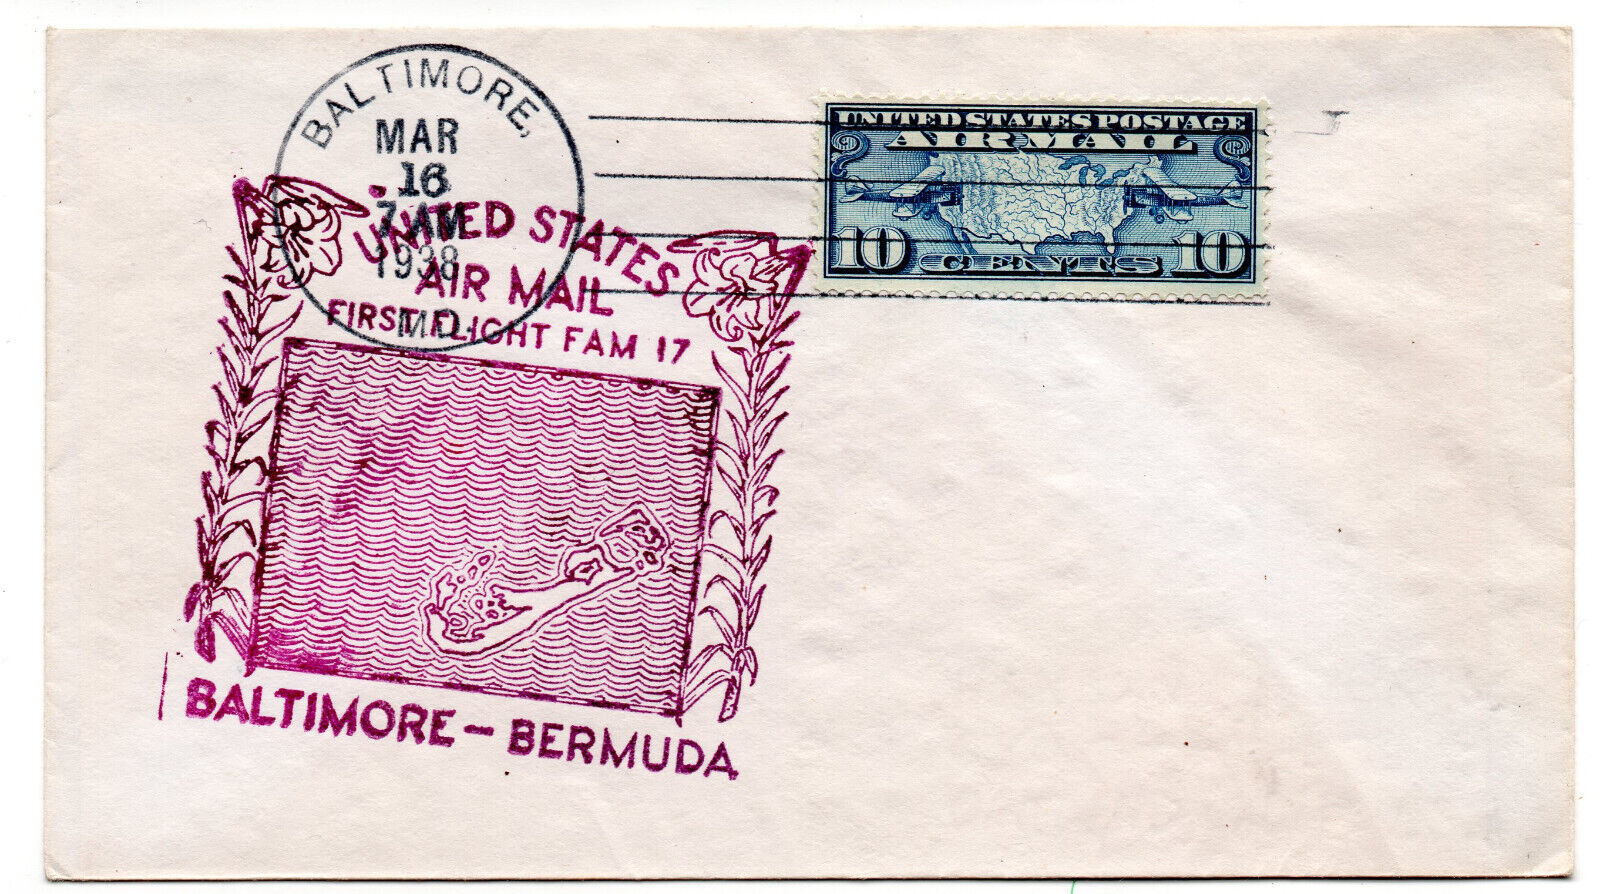 BALTIMORE,
MAR
16
7 AM
1938
MD.
UNITED STATES POSTAGE
AIR MAIL
10 CENTS 10
UNITED STATES
AIR MAIL
FIRST FLIGHT FAM 17
BALTIMORE – BERMUDA